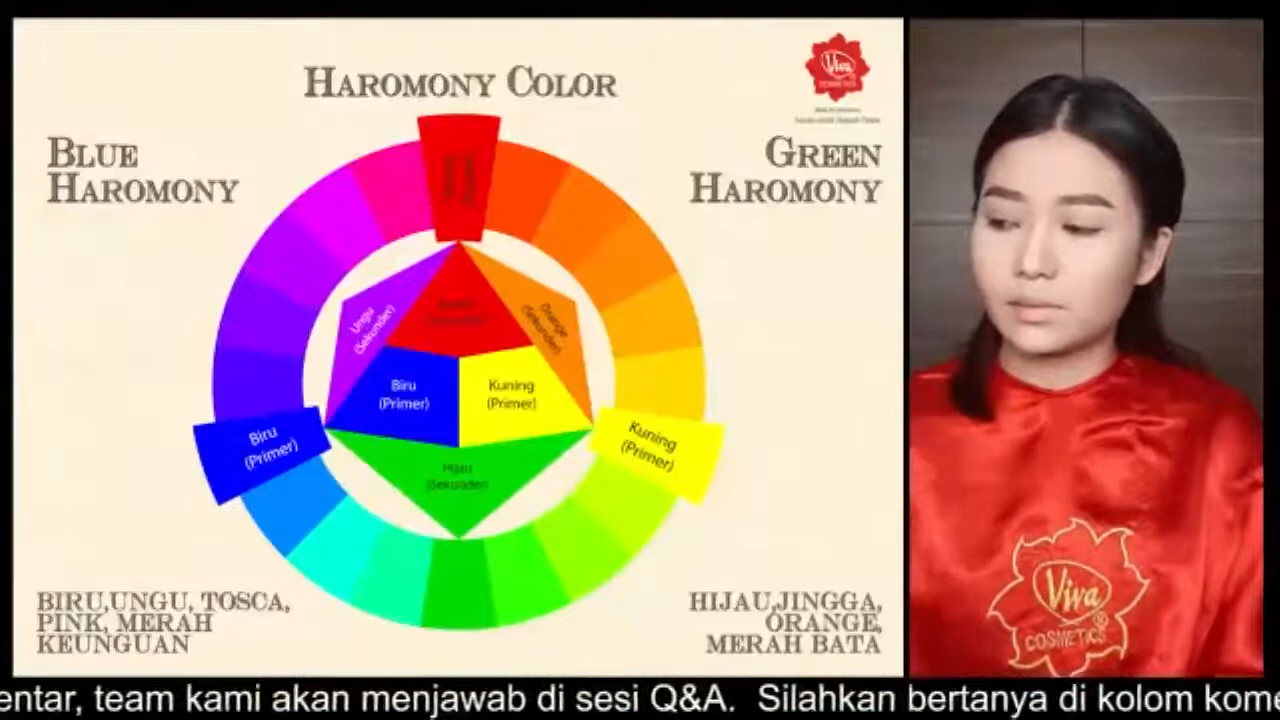 HAROMONY COLOR
Viva
COSMETICS
BLUE
HAROMONY
GREEN
HAROMONY
Ungu
(Sekunder)
Orange
(Sekunder)
Biru
(Primer)
Kuning
(Primer)
Biru
(Primer)
Kuning
(Primer)
Hijau
(Sekunder)
BIRU,UNGU, TOSCA,
PINK, MERAH
KEUNGUAN
HIJAU,JINGGA,
ORANGE,
MERAH BATA
Viva
COSMETICS
entar, team kami akan menjawab di sesi Q&A. Silahkan bertanya di kolom kome